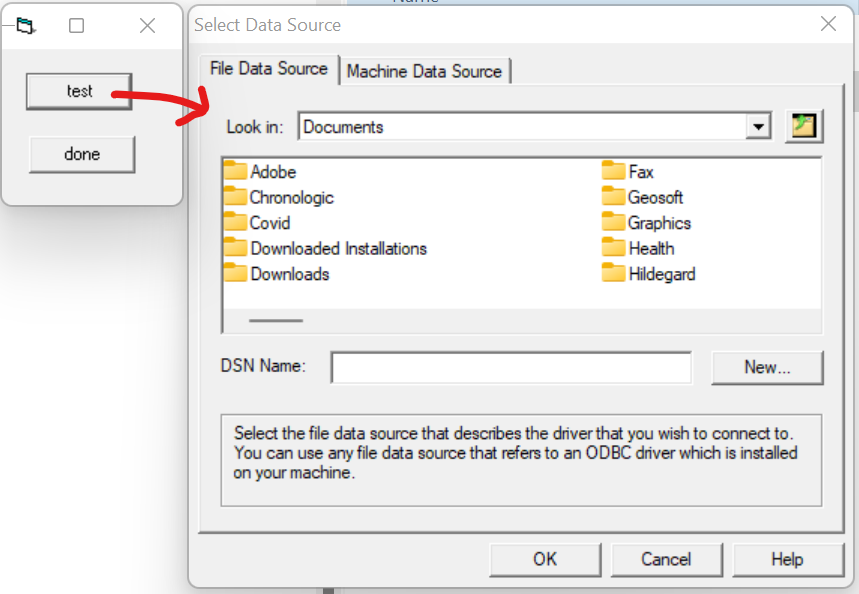 Name
Select Data Source
test
done
File Data Source
Machine Data Source
Look in:
Documents
Adobe
Chronologic
Covid
Downloaded Installations
Downloads
Fax
Geosoft
Graphics
Health
Hildegard
DSN Name:
New...
Select the file data source that describes the driver that you wish to connect to.
You can use any file data source that refers to an ODBC driver which is installed
on your machine.
OK
Cancel
Help